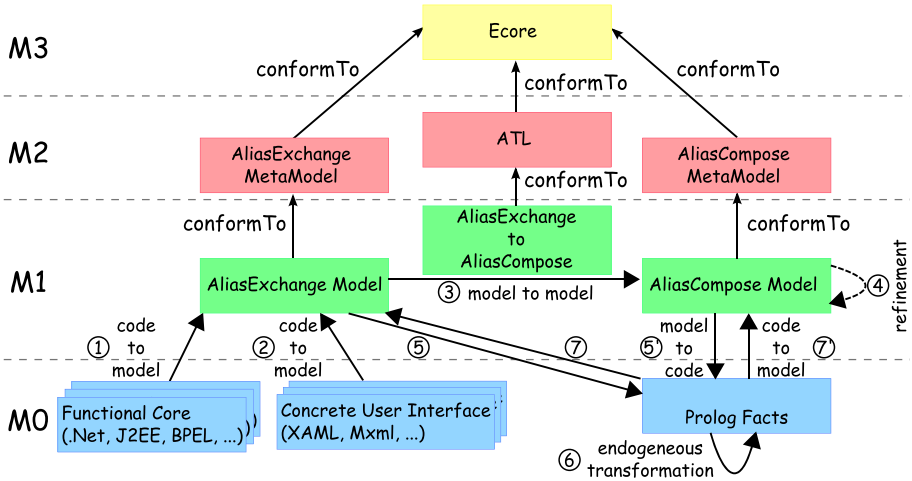 M3
Ecore
conformTo
conformTo
conformTo
M2
AliasExchange
MetaModel
ATL
AliasCompose
MetaModel
conformTo
conformTo
conformTo
M1
AliasExchange
to
AliasCompose
AliasExchange Model
③ model to model
AliasCompose Model
④
refinement
① code
to
model
② code
to
model
⑤
⑦
⑤' model
to
code
code
to
model
⑦'
M0
Functional Core
(.Net, J2EE, BPEL, ...)
Concrete User Interface
(XAML, Mxml, ...)
Prolog Facts
⑥ endogeneous
transformation